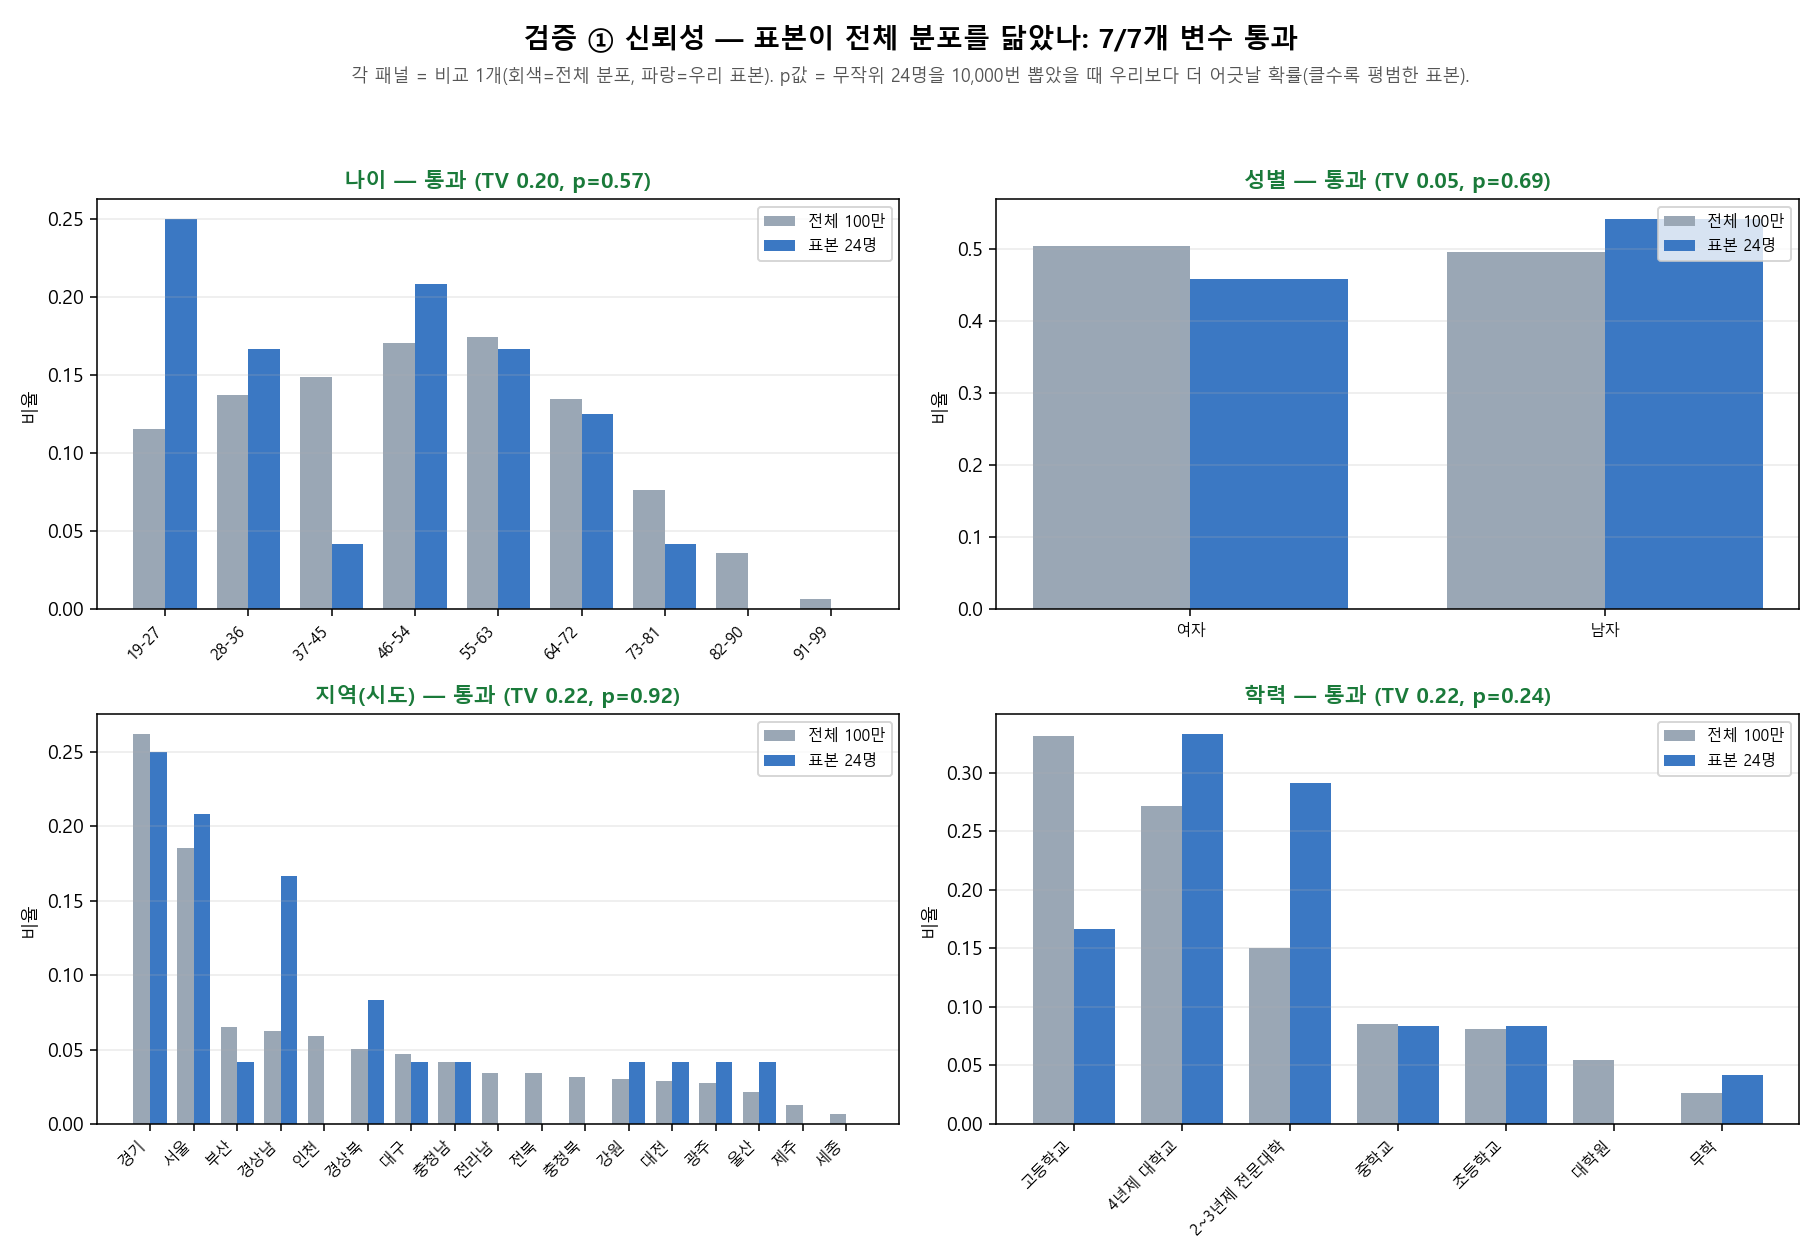 검증 ① 신뢰성 — 표본이 전체 분포를 닮았나: 7/7개 변수 통과
각 패널 = 비교 1개(회색=전체 분포, 파랑=우리 표본). p값 = 무작위 24명을 10,000번 뽑았을 때 우리보다 더 어긋날 확률(클수록 평범한 표본).
나이 — 통과 (TV 0.20, p=0.57)
전체 100만
표본 24명
비율
0.25
0.20
0.15
0.10
0.05
0.00
19-27
28-36
37-45
46-54
55-63
64-72
73-81
82-90
91-99
성별 — 통과 (TV 0.05, p=0.69)
전체 100만
표본 24명
비율
0.5
0.4
0.3
0.2
0.1
0.0
여자
남자
지역(시도) — 통과 (TV 0.22, p=0.92)
전체 100만
표본 24명
비율
0.25
0.20
0.15
0.10
0.05
0.00
경기
서울
부산
경상남
인천
경상북
대구
충청남
전라남
전북
충청북
강원
대전
광주
울산
제주
세종
학력 — 통과 (TV 0.22, p=0.24)
전체 100만
표본 24명
비율
0.30
0.25
0.20
0.15
0.10
0.05
0.00
고등학교
4년제 대학교
2~3년제 전문대학
중학교
초등학교
대학원
무학